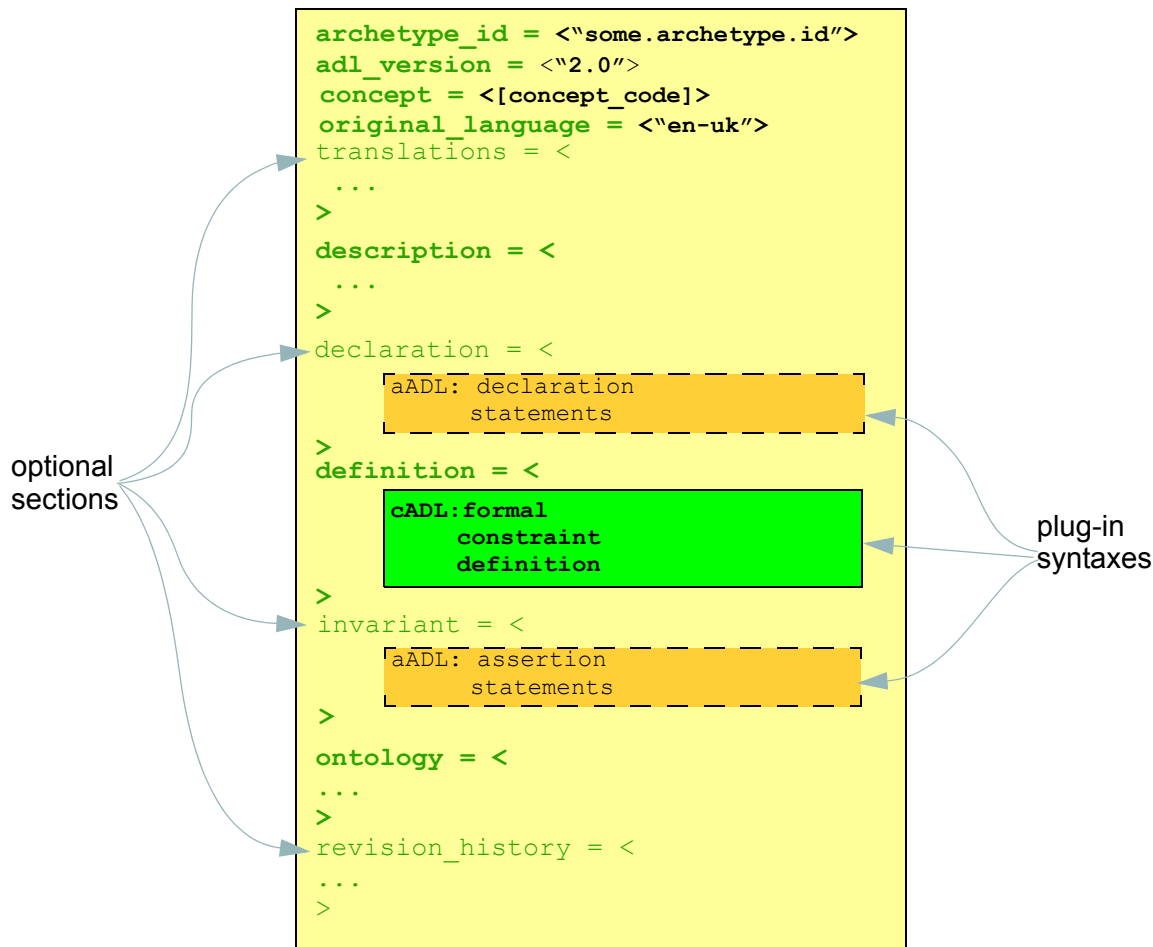 archetype_id = <“some.archetype.id”>
adl_version = <“2.0”>
concept = <[concept_code]>
original_language = <“en-uk”>
translations = <
...
>
description = <
...
>
declaration = <
aADL: declaration
statements
>
definition = <
cADL:formal
constraint
definition
>
invariant = <
aADL: assertion
statements
>
ontology = <
...
>
revision_history = <
...
>
optional
sections
plug-in
syntaxes